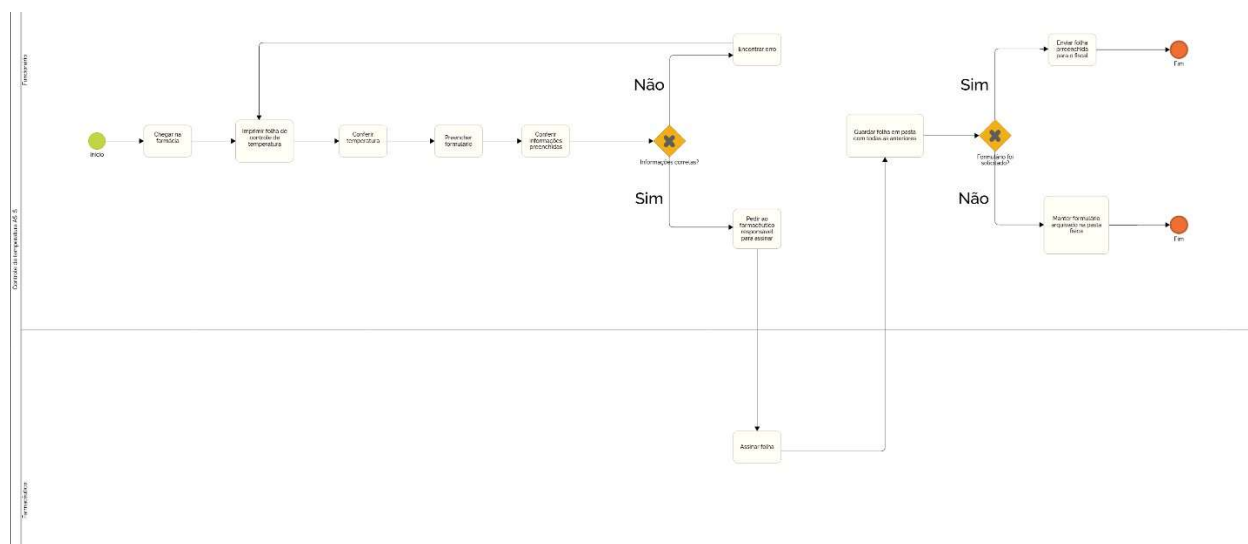 Controle de temperatura AS-IS
Funcionario
Início
Chegar na
farmácia
Imprimir folha de
controle de
temperatura
Conferir
temperatura
Preencher
formulário
Conferir
informações
preenchidas
Informações corretas?
Não
Encontrar erro
Sim
Pedir ao
farmacêutico
responsável
para assinar
Guardar folha em pasta
com todas as anteriores
Formulário foi
solicitado?
Sim
Enviar folha
preenchida
para o fiscal
Fim
Não
Manter formulário
arquivado na pasta
física
Fim
Farmacêutico
Assinar folha